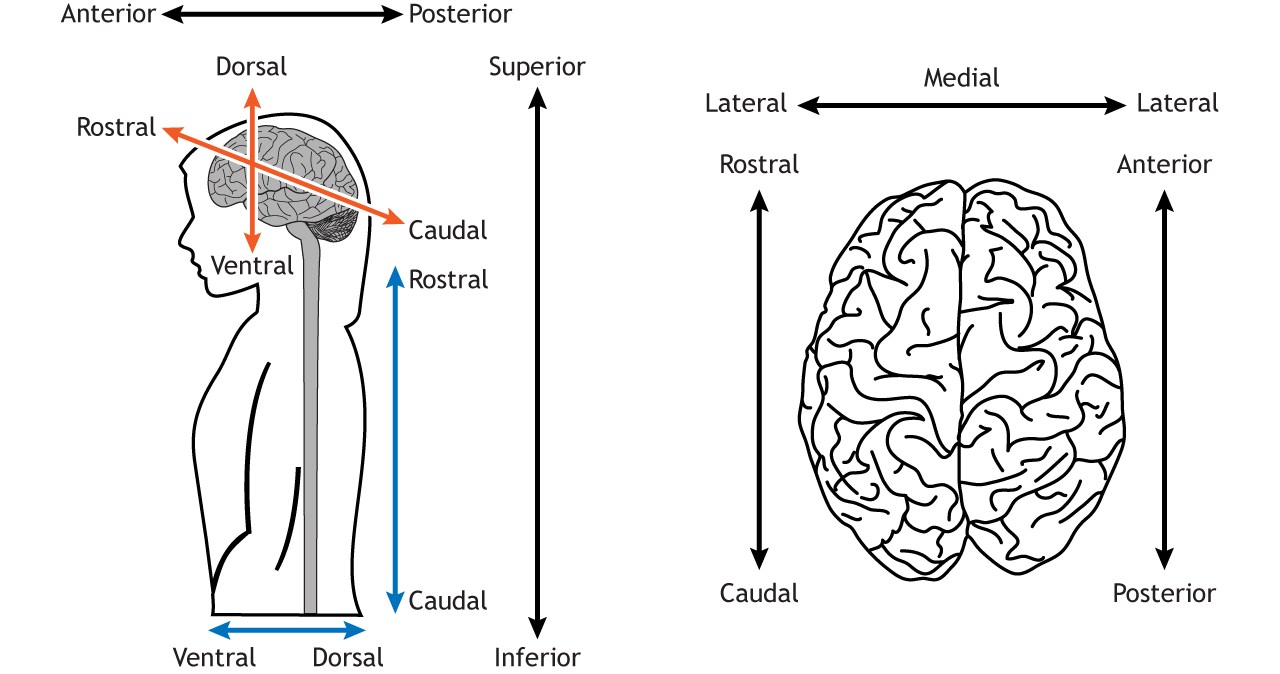 Anterior
Posterior
Dorsal
Superior
Rostral
Caudal
Ventral
Rostral
Caudal
Ventral
Dorsal
Inferior
Medial
Lateral
Lateral
Rostral
Anterior
Caudal
Posterior